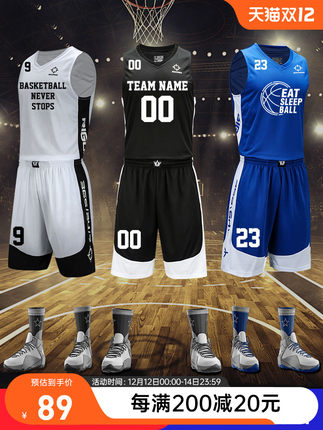 天猫双12
9
BASKETBALL
NEVER
STOPS
00
TEAM NAME
00
23
EAT
SLEEP
BALL
9
00
23
预估到手价
¥89
活动时间：12月12日00:00-14日23:59
每满200减20元